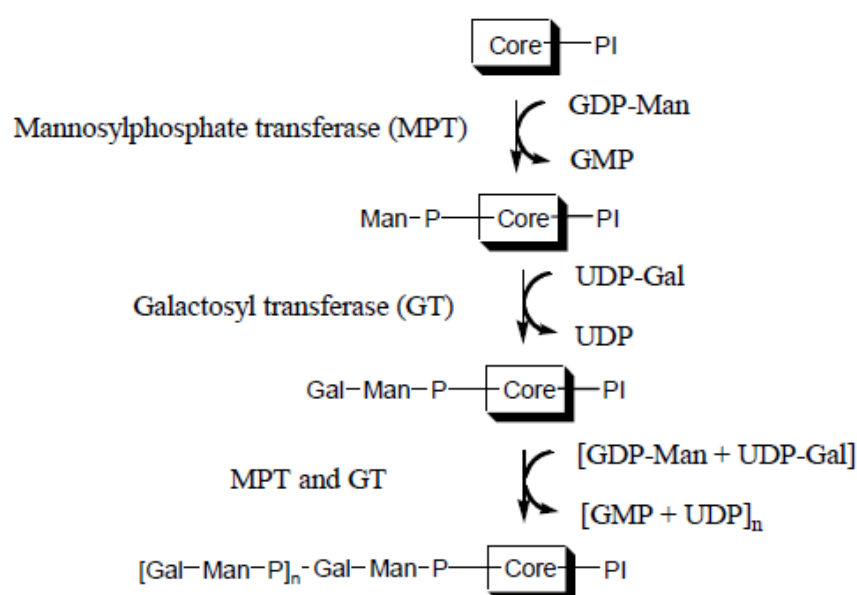 Core—PI
Mannosylphosphate transferase (MPT)
GDP-Man
GMP
Man-P—Core—PI
Galactosyl transferase (GT)
UDP-Gal
UDP
Gal-Man-P—Core—PI
MPT and GT
[GDP-Man + UDP-Gal]
[GMP + UDP]n
[Gal-Man-P]n-Gal-Man-P—Core—PI